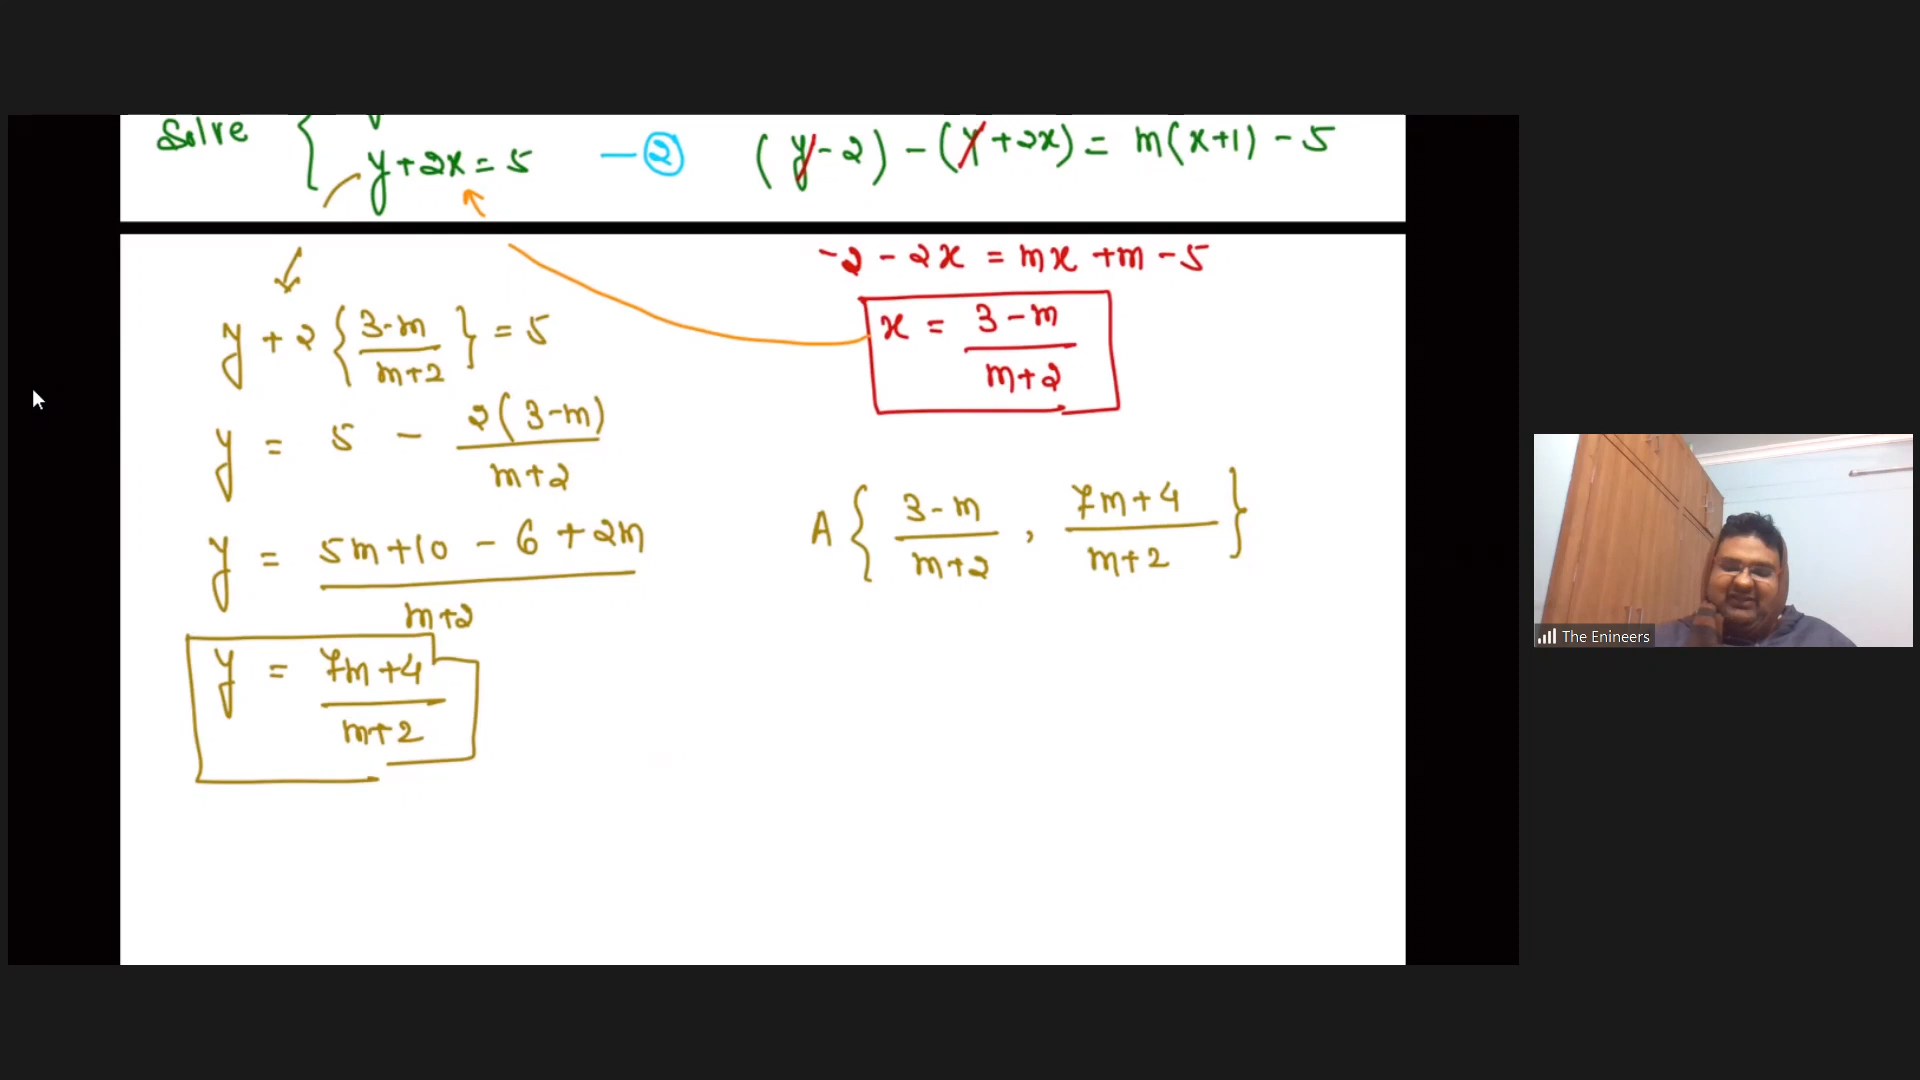 Solve { y+2x=5 —②
(y-2)-(y+2x)= m(x+1)-5
-2-2x = mx+m-5
x = (3-m)/(m+2)
y+2{(3-m)/(m+2)}=5
y = 5 - 2(3-m)/(m+2)
y = (5m+10-6+2m)/(m+2)
y = (7m+4)/(m+2)
A{(3-m)/(m+2), (7m+4)/(m+2)}
The Enineers